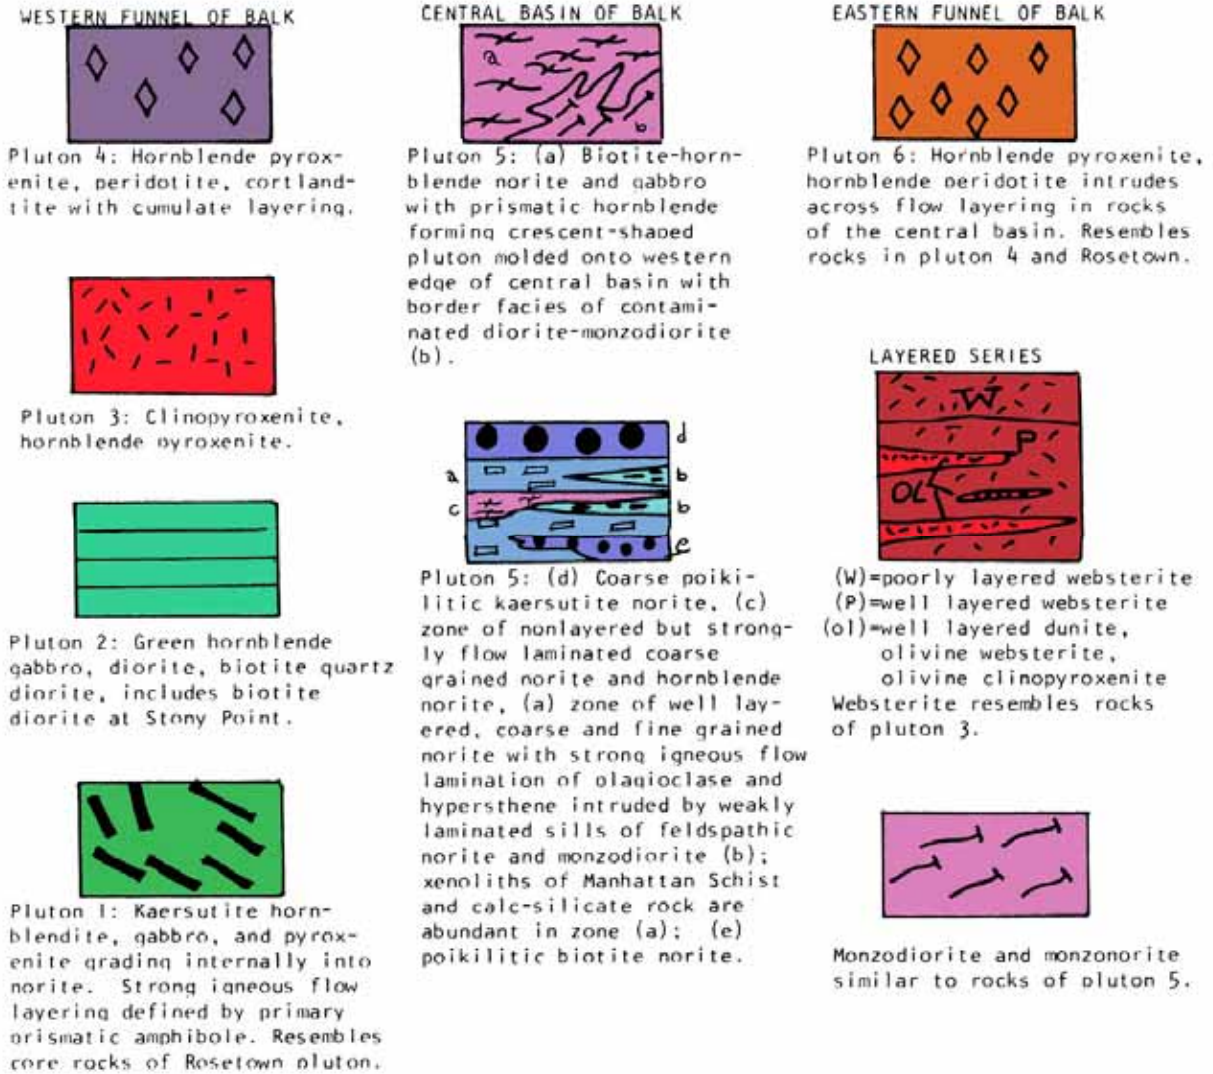 WESTERN FUNNEL OF BALK
Pluton 4: Hornblende pyrox-
enite, peridotite, cortland-
tite with cumulate layering.
Pluton 3: Clinopyroxenite,
hornblende pyroxenite.
Pluton 2: Green hornblende
gabbro, diorite, biotite quartz
diorite, includes biotite
diorite at Stony Point.
Pluton 1: Kaersutite horn-
blendite, gabbro, and pyrox-
enite grading internally into
norite. Strong igneous flow
layering defined by primary
prismatic amphibole. Resembles
core rocks of Rosetown pluton.
CENTRAL BASIN OF BALK
a
b
Pluton 5: (a) Biotite-horn-
blende norite and gabbro
with prismatic hornblende
forming crescent-shaped
pluton molded onto western
edge of central basin with
border facies of contami-
nated diorite-monzodiorite
(b).
d
a
b
c
b
e
Pluton 5: (d) Coarse poiki-
litic kaersutite norite, (c)
zone of nonlayered but strong-
ly flow laminated coarse
grained norite and hornblende
norite, (a) zone of well lay-
ered, coarse and fine grained
norite with strong igneous flow
lamination of plagioclase and
hypersthene intruded by weakly
laminated sills of feldspathic
norite and monzodiorite (b);
xenoliths of Manhattan Schist
and calc-silicate rock are
abundant in zone (a); (e)
poikilitic biotite norite.
EASTERN FUNNEL OF BALK
Pluton 6: Hornblende pyroxenite,
hornblende peridotite intrudes
across flow layering in rocks
of the central basin. Resembles
rocks in pluton 4 and Rosetown.
LAYERED SERIES
W
P
OL
(W)=poorly layered websterite
(P)=well layered websterite
(ol)=well layered dunite,
olivine websterite,
olivine clinopyroxenite
Websterite resembles rocks
of pluton 3.
Monzodiorite and monzonorite
similar to rocks of pluton 5.